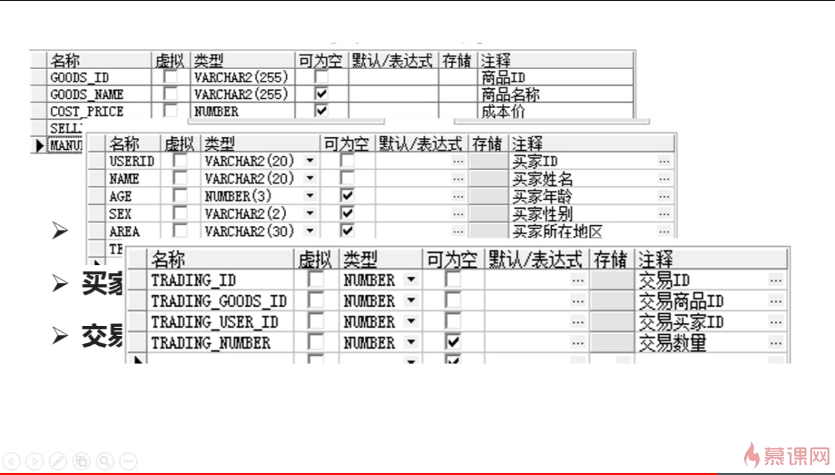 名称 虚拟 类型 可为空 默认/表达式 存储 注释
GOODS_ID VARCHAR2(255) 商品ID
GOODS_NAME VARCHAR2(255) 商品名称
COST_PRICE NUMBER 成本价
SELL
MANU
名称 虚拟 类型 可为空 默认/表达式 存储 注释
USERID VARCHAR2(20) ... 买家ID ...
NAME VARCHAR2(20) ... 买家姓名 ...
AGE NUMBER(3) ... 买家年龄 ...
SEX VARCHAR2(2) ... 买家性别 ...
AREA VARCHAR2(30) ... 买家所在地区 ...
TE
名称 虚拟 类型 可为空 默认/表达式 存储 注释
TRADING_ID NUMBER ... 交易ID ...
TRADING_GOODS_ID NUMBER ... 交易商品ID ...
TRADING_USER_ID NUMBER ... 交易买家ID ...
TRADING_NUMBER NUMBER ... 交易数量 ...
买家
交易
慕课网